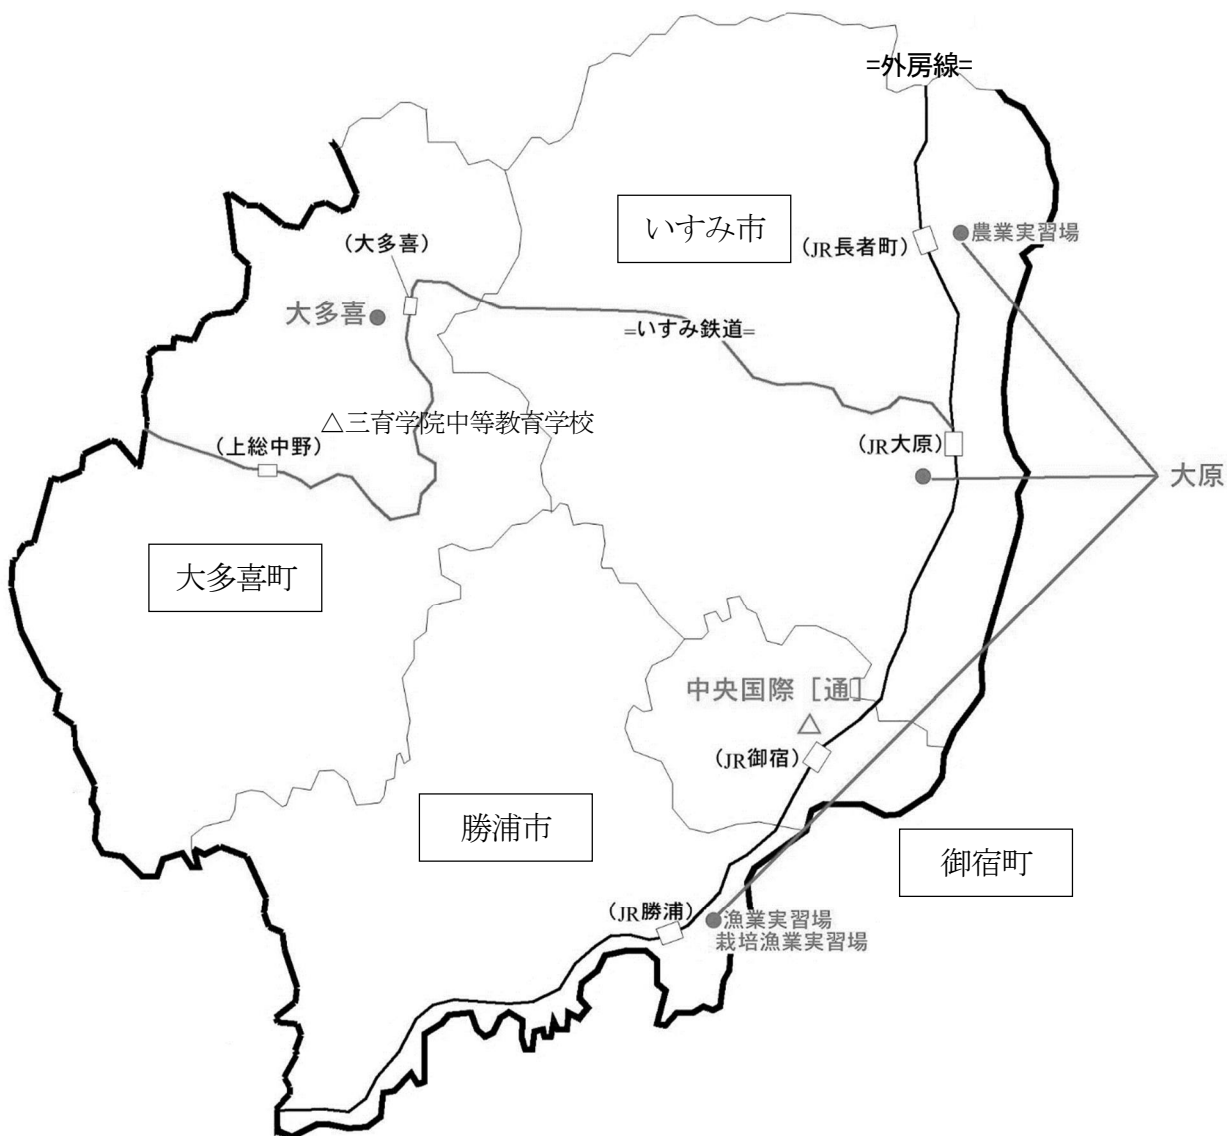 =外房線=
いすみ市
農業実習場
(大多喜)
(JR長者町)
大多喜
=いすみ鉄道=
△三育学院中等教育学校
(上総中野)
(JR大原)
大原
大多喜町
中央国際［通］
(JR御宿)
勝浦市
御宿町
(JR勝浦)
漁業実習場
栽培漁業実習場